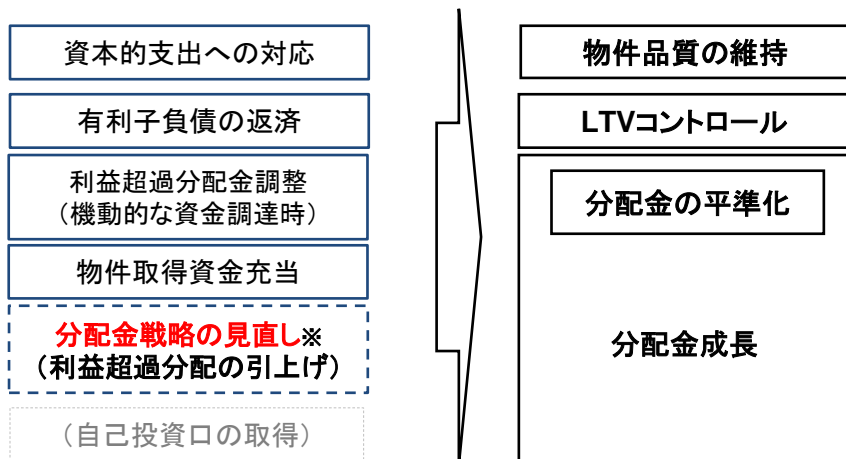 資本的支出への対応
有利子負債の返済
利益超過分配金調整
（機動的な資金調達時）
物件取得資金充当
分配金戦略の見直し※
（利益超過分配の引上げ）
（自己投資口の取得）
物件品質の維持
LTVコントロール
分配金の平準化
分配金成長